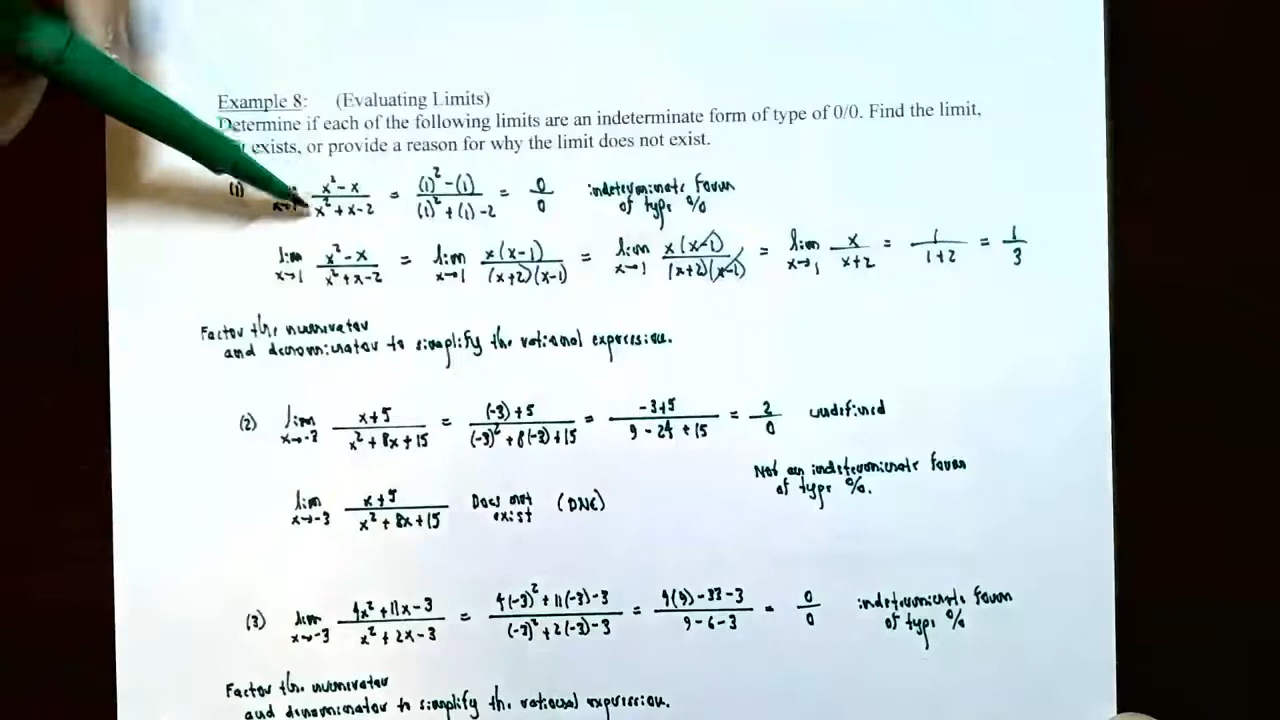 Example 8: (Evaluating Limits)
Determine if each of the following limits are an indeterminate form of type of 0/0. Find the limit,
exists, or provide a reason for why the limit does not exist.
(1) x²-x / x²+x-2 = (1)²-(1) / (1)²+(1)-2 = 0/0 indeterminate form of type 0/0
lim x→1 x²-x / x²+x-2 = lim x→1 x(x-1) / (x+2)(x-1) = lim x→1 x(x-1) / (x+2)(x-1) = lim x→1 x / x+2 = 1 / 1+2 = 1/3
Factor the numerator
and denominator to simplify the rational expression.
(2) lim x→-3 x+5 / x²+8x+15 = (-3)+5 / (-3)²+8(-3)+15 = -3+5 / 9-24+15 = 2/0 undefined
Not an indeterminate form
of type 0/0.
lim x→-3 x+5 / x²+8x+15 Does not exist (DNE)
(3) lim x→-3 4x²+11x-3 / x²+2x-3 = 4(-3)²+11(-3)-3 / (-3)²+2(-3)-3 = 4(9)-33-3 / 9-6-3 = 0/0 indeterminate form of type 0/0
Factor the numerator
and denominator to simplify the rational expression.